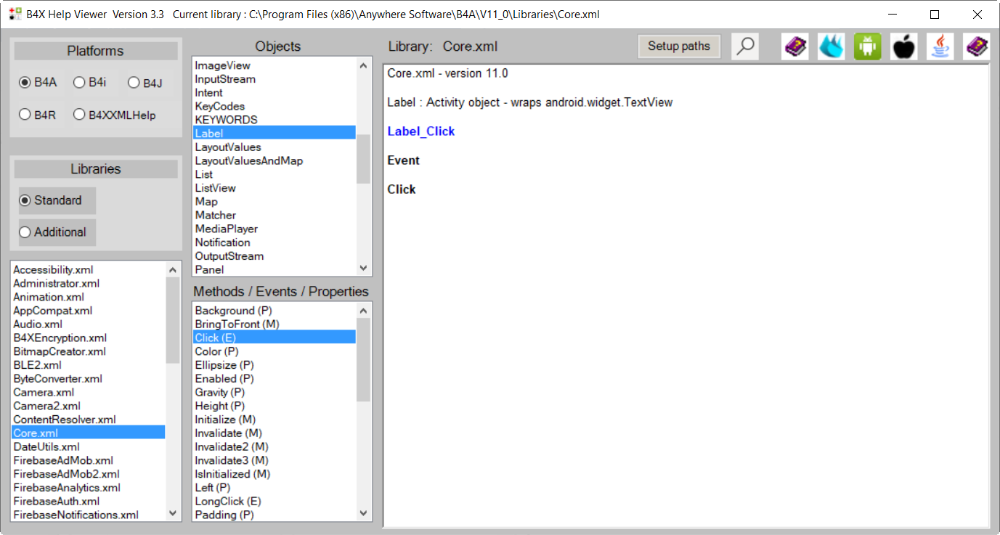 B4X Help Viewer  Version 3.3   Current library : C:\Program Files (x86)\Anywhere Software\B4A\V11_0\Libraries\Core.xml
Platforms
B4A
B4i
B4J
B4R
B4XXMLHelp
Libraries
Standard
Additional
Accessibility.xml
Administrator.xml
Animation.xml
AppCompat.xml
Audio.xml
B4XEncryption.xml
BitmapCreator.xml
BLE2.xml
ByteConverter.xml
Camera.xml
Camera2.xml
ContentResolver.xml
Core.xml
DateUtils.xml
FirebaseAdMob.xml
FirebaseAdMob2.xml
FirebaseAnalytics.xml
FirebaseAuth.xml
FirebaseNotifications.xml
Objects
ImageView
InputStream
Intent
KeyCodes
KEYWORDS
Label
LayoutValues
LayoutValuesAndMap
List
ListView
Map
Matcher
MediaPlayer
Notification
OutputStream
Panel
Methods / Events / Properties
Background (P)
BringToFront (M)
Click (E)
Color (P)
Ellipsize (P)
Enabled (P)
Gravity (P)
Height (P)
Initialize (M)
Invalidate (M)
Invalidate2 (M)
Invalidate3 (M)
IsInitialized (M)
Left (P)
LongClick (E)
Padding (P)
Library:   Core.xml
Setup paths
Core.xml - version 11.0
Label : Activity object - wraps android.widget.TextView
Label_Click
Event
Click